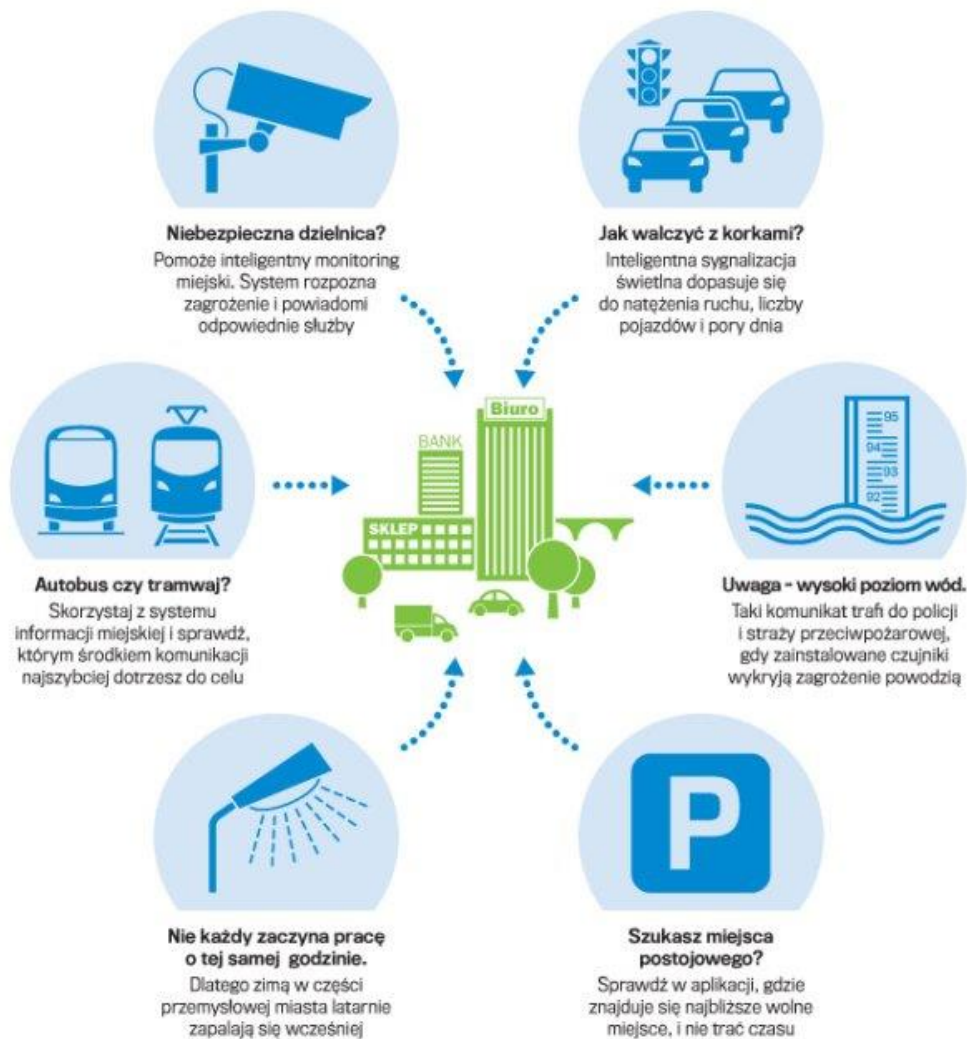 Niebezpieczna dzielnica?
Pomoże inteligentny monitoring
miejski. System rozpozna
zagrożenie i powiadomi
odpowiednie służby
Jak walczyć z korkami?
Inteligentna sygnalizacja
świetlna dopasuje się
do natężenia ruchu, liczby
pojazdów i pory dnia
Biuro
BANK
SKLEP
95
94
93
92
Autobus czy tramwaj?
Skorzystaj z systemu
informacji miejskiej i sprawdź,
którym środkiem komunikacji
najszybciej dotrzesz do celu
Uwaga - wysoki poziom wód.
Taki komunikat trafi do policji
i straży przeciwpożarowej,
gdy zainstalowane czujniki
wykryją zagrożenie powodzią
P
Nie każdy zaczyna pracę
o tej samej godzinie.
Dlatego zimą w części
przemysłowej miasta latarnie
zapalają się wcześniej
Szukasz miejsca
postojowego?
Sprawdź w aplikacji, gdzie
znajduje się najbliższe wolne
miejsce, i nie trać czasu